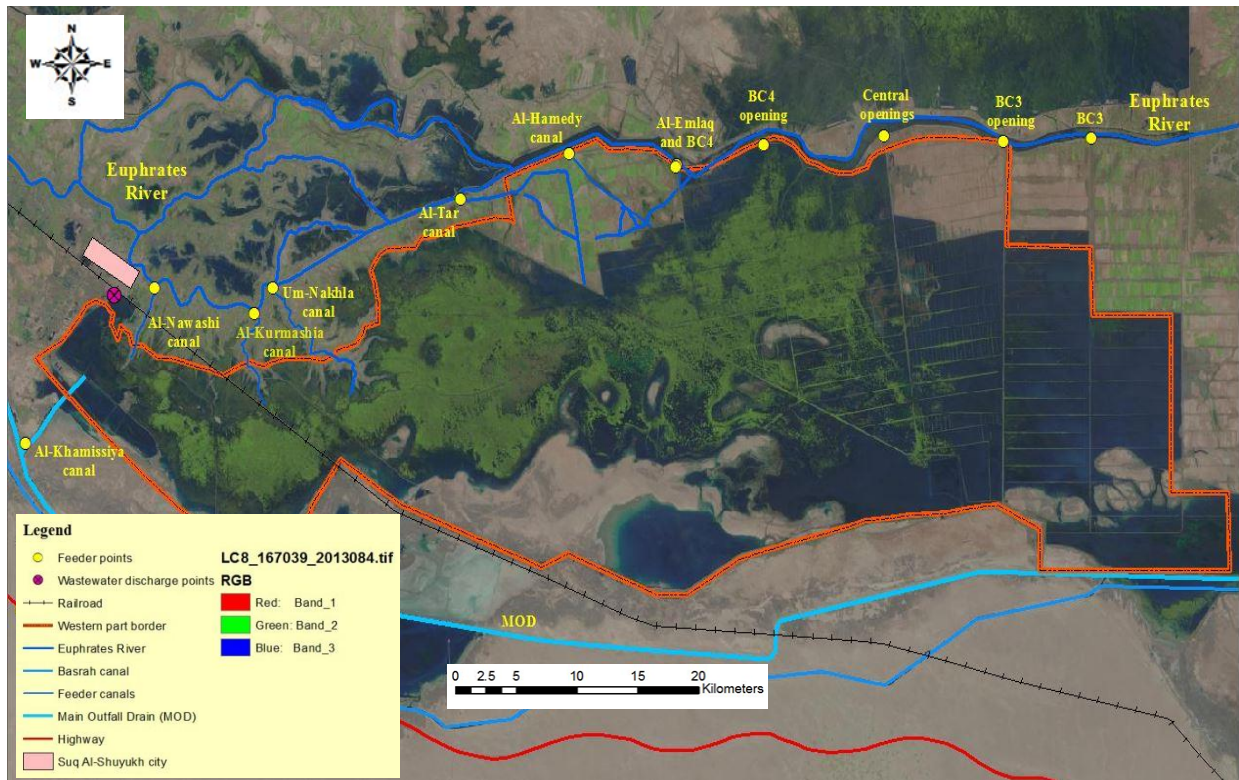 N
W E
S
Euphrates
River
Al-Hamedy
canal
Al-Emlaq
and BC4
BC4
opening
Central
openings
BC3
opening
BC3
Euphrates
River
Al-Tar
canal
Um-Nakhla
canal
Al-Nawashi
canal
Al-Kurmashia
canal
Al-Khamissiya
canal
MOD
0 2.5 5 10 15 20
Kilometers
Legend
Feeder points
Wastewater discharge points
Railroad
Western part border
Euphrates River
Basrah canal
Feeder canals
Main Outfall Drain (MOD)
Highway
Suq Al-Shuyukh city
LC8_167039_2013084.tif
RGB
Red: Band_1
Green: Band_2
Blue: Band_3